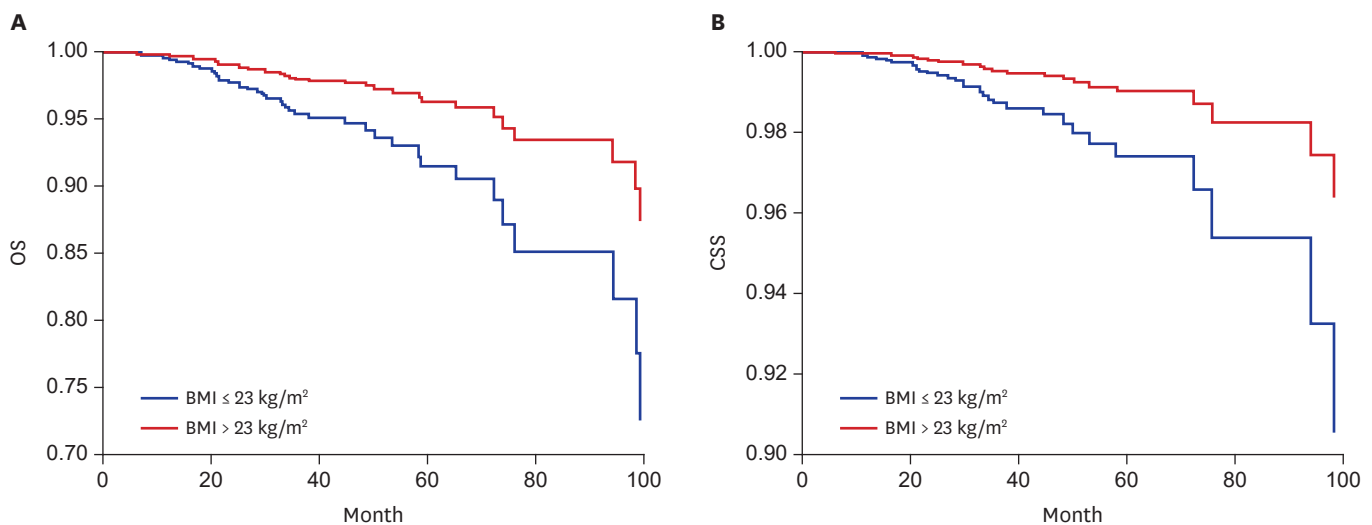 A
1.00
0.95
0.90
0.85
0.80
0.75
0.70
OS
BMI ≤ 23 kg/m²
BMI > 23 kg/m²
0 20 40 60 80 100
Month
B
1.00
0.98
0.96
0.94
0.92
0.90
CSS
BMI ≤ 23 kg/m²
BMI > 23 kg/m²
0 20 40 60 80 100
Month